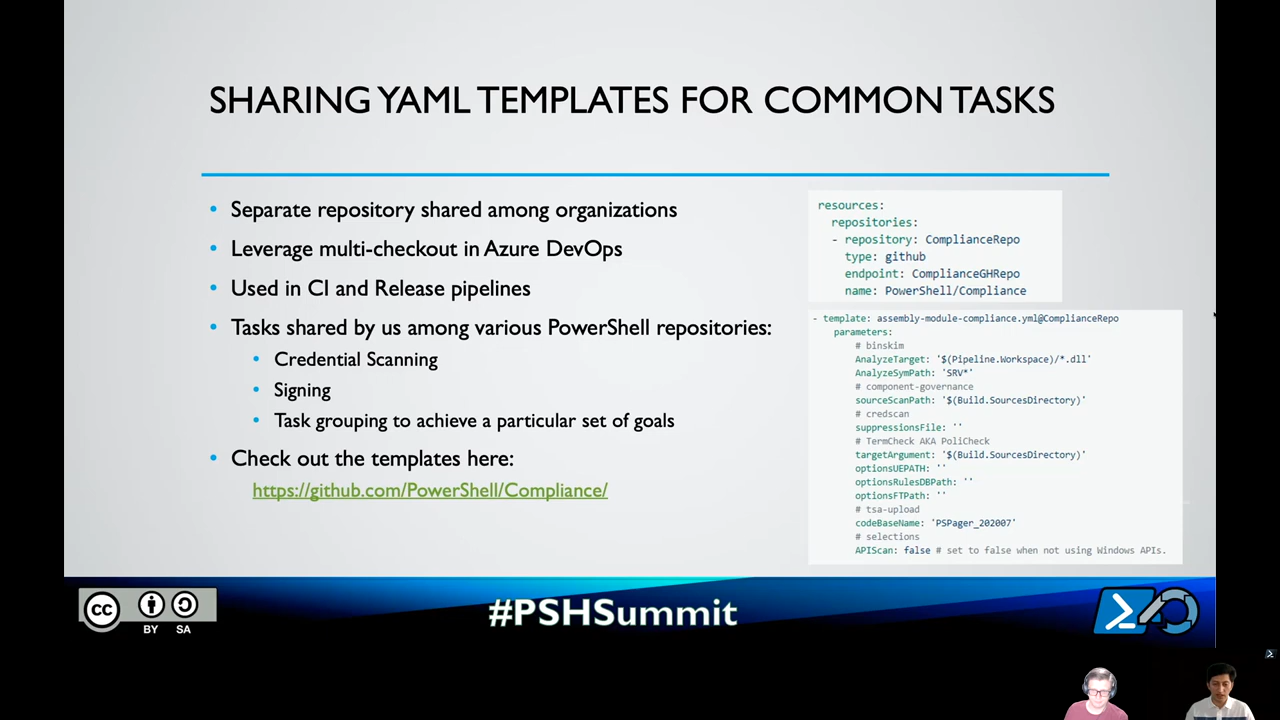 SHARING YAML TEMPLATES FOR COMMON TASKS
• Separate repository shared among organizations
• Leverage multi-checkout in Azure DevOps
• Used in CI and Release pipelines
• Tasks shared by us among various PowerShell repositories:
• Credential Scanning
• Signing
• Task grouping to achieve a particular set of goals
• Check out the templates here:
https://github.com/PowerShell/Compliance/
resources:
repositories:
- repository: ComplianceRepo
type: github
endpoint: ComplianceGHRepo
name: PowerShell/Compliance
- template: assembly-module-compliance.yml@ComplianceRepo
parameters:
# binskim
AnalyzeTarget: '$(Pipeline.Workspace)/*.dll'
AnalyzeSymPath: 'SRV*'
# component-governance
sourceScanPath: '$(Build.SourcesDirectory)'
# credscan
suppressionsFile: ''
# TermCheck AKA PoliCheck
targetArgument: '$(Build.SourcesDirectory)'
optionsUEPATH: ''
optionsRulesDBPath: ''
optionsFTPath: ''
# tsa-upload
codeBaseName: 'PSPager_202007'
# selections
APIScan: false # set to false when not using Windows APIs.
cc
BY SA
#PSHSummit